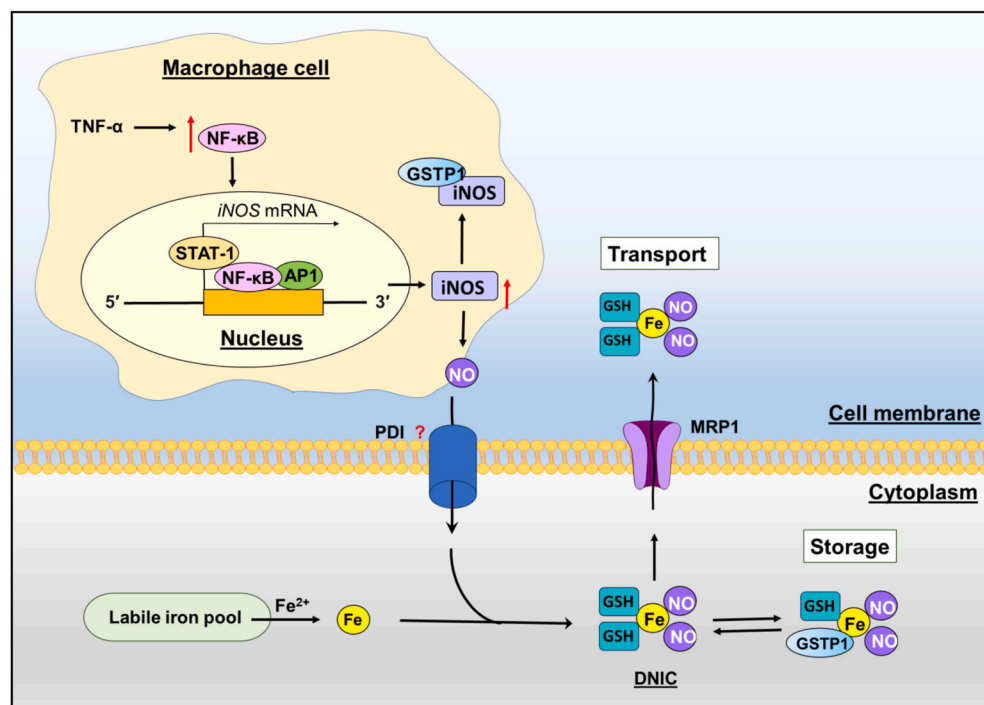 Macrophage cell
TNF-α
NF-κB
GSTP1
iNOS
iNOS mRNA
STAT-1
NF-κB
AP1
5′
3′
Nucleus
iNOS
NO
Transport
GSH
NO
Fe
GSH
NO
PDI ?
MRP1
Cell membrane
Cytoplasm
Storage
Labile iron pool
Fe²⁺
Fe
GSH
NO
Fe
GSH
NO
DNIC
GSH
NO
Fe
GSTP1
NO